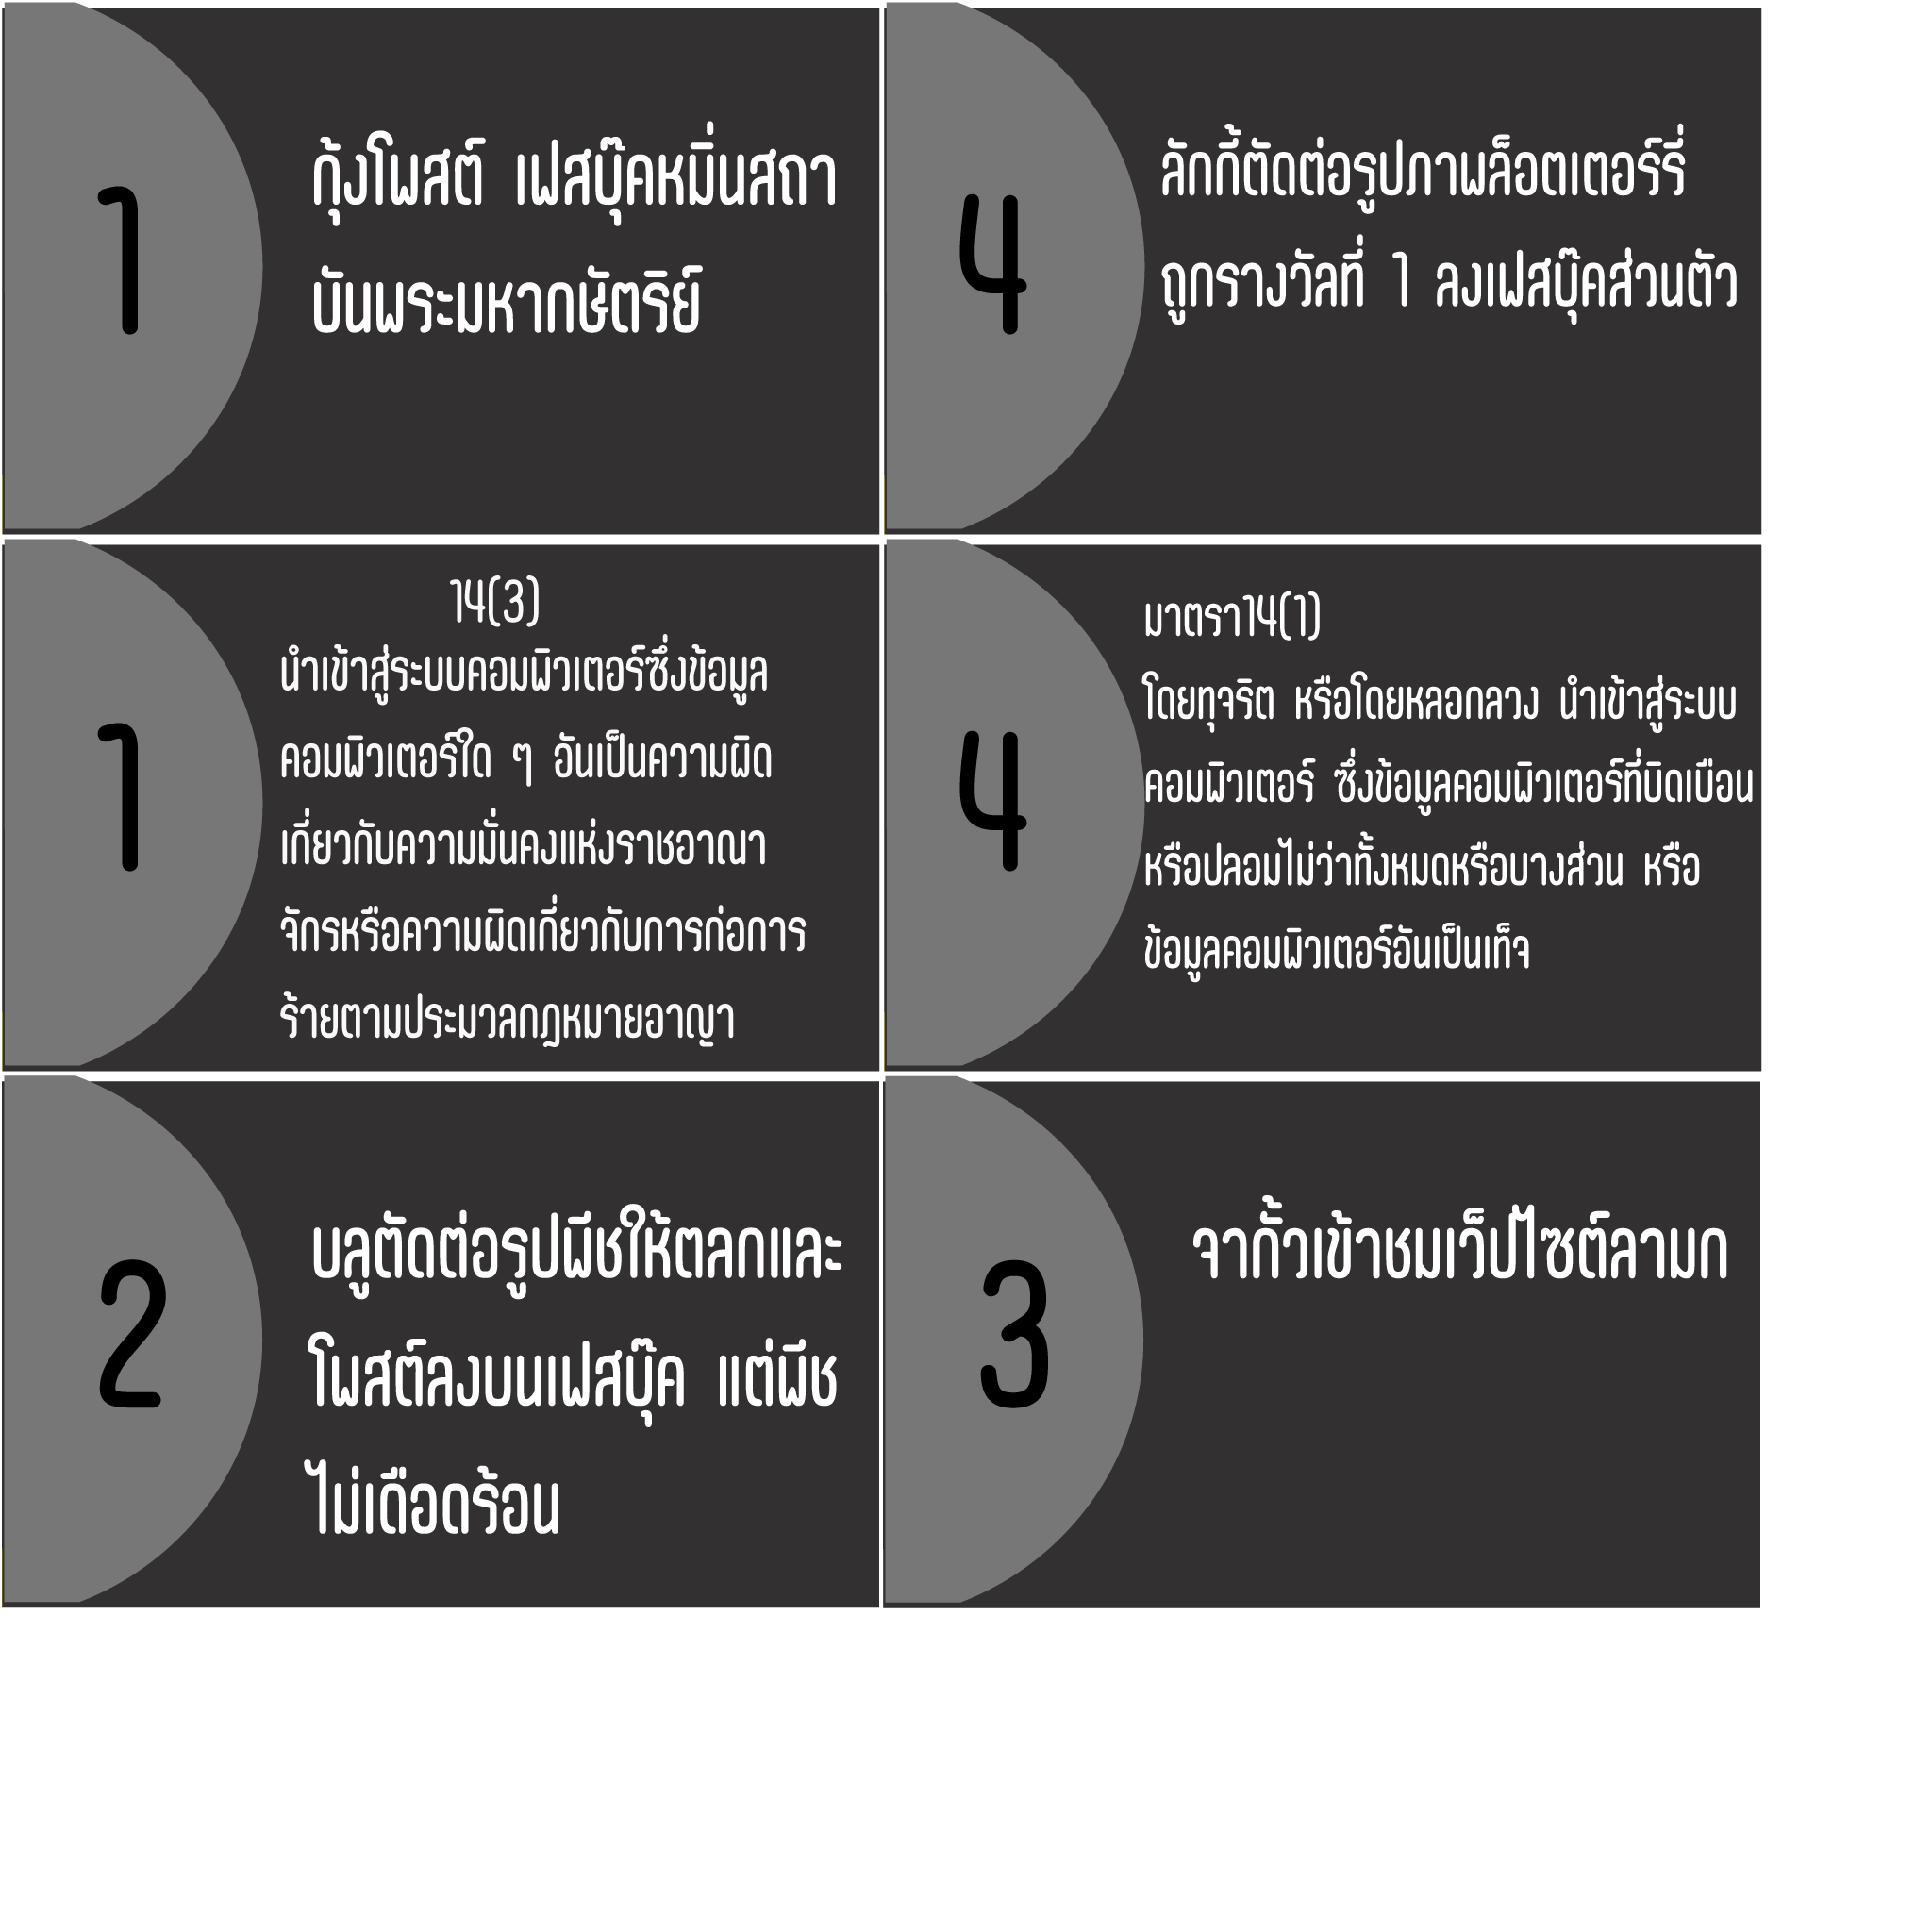 1
กุ้งโพสต์ เฟสบุ๊คหมิ่นสถา
บันพระมหากษัตริย์
4
ลักกี้ตัดต่อรูปภาพล็อตเตอร์รี่
ถูกรางวัลที่ 1 ลงเฟสบุ๊คส่วนตัว
1
14(3)
นำเข้าสู่ระบบคอมพิวเตอร์ซึ่งข้อมูล
คอมพิวเตอร์ใด ๆ อันเป็นความผิด
เกี่ยวกับความมั่นคงแห่งราชอาณา
จักรหรือความผิดเกี่ยวกับการก่อการ
ร้ายตามประมวลกฎหมายอาญา
4
มาตรา14(1)
โดยทุจริต หรือโดยหลอกลวง นำเข้าสู่ระบบ
คอมพิวเตอร์ ซึ่งข้อมูลคอมพิวเตอร์ที่บิดเบือน
หรือปลอมไม่ว่าทั้งหมดหรือบางส่วน หรือ
ข้อมูลคอมพิวเตอร์อันเป็นเท็จ
2
บลูตัดต่อรูปพีชให้ตลกและ
โพสต์ลงบนเฟสบุ๊ค แต่พีช
ไม่เดือดร้อน
3
จากั้วเข้าชมเว็ปไซต์ลามก